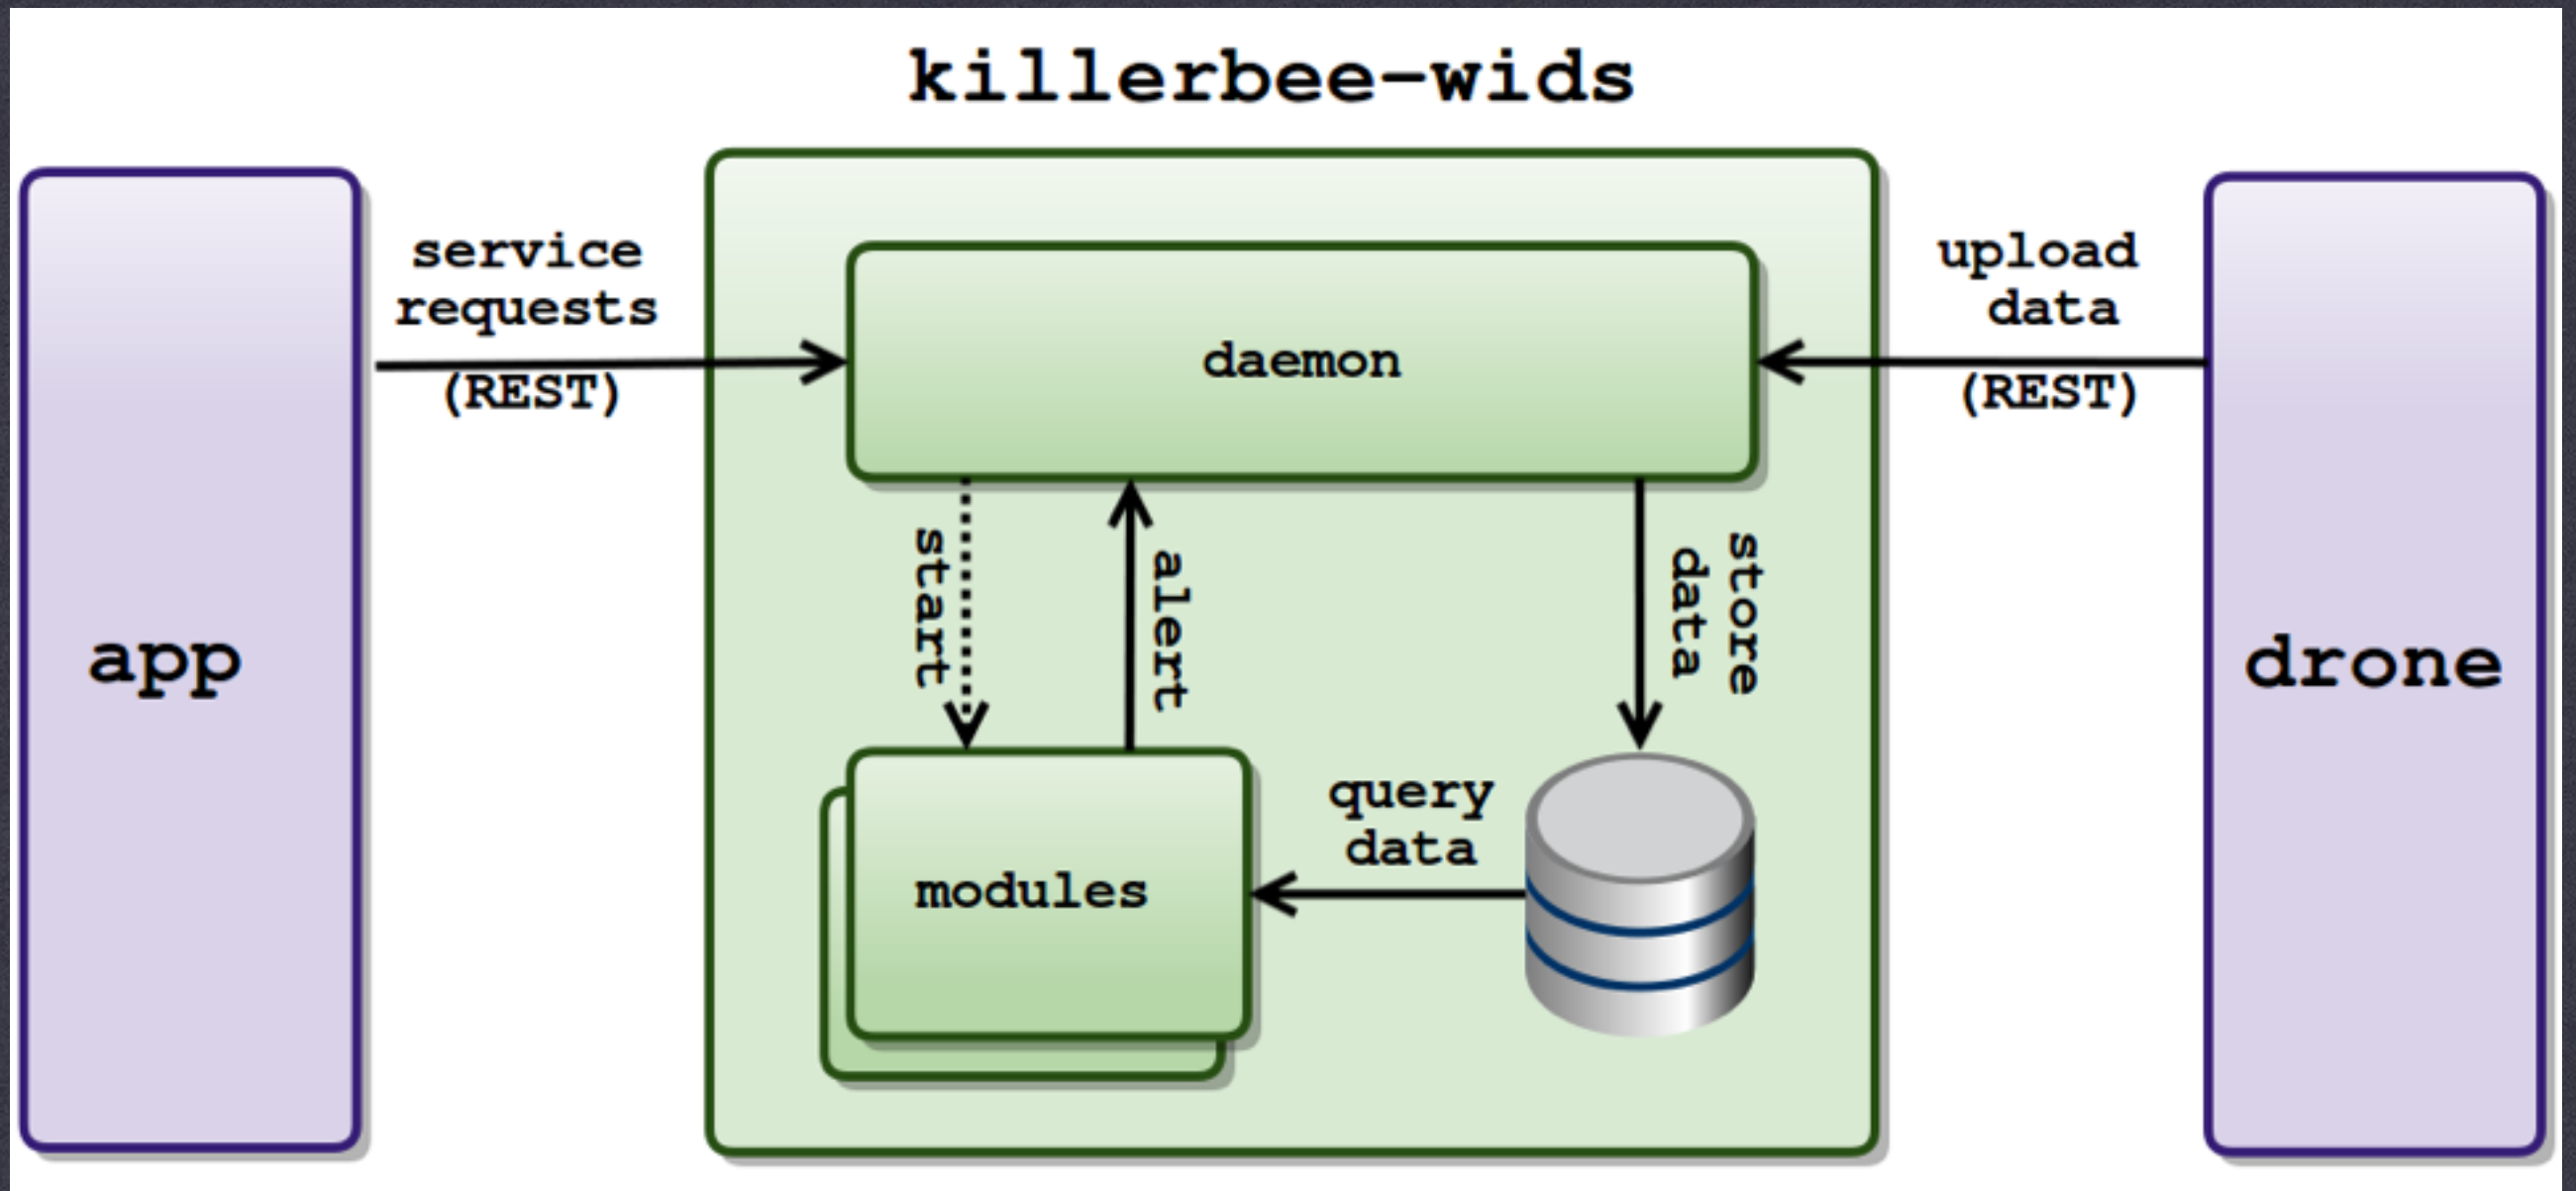 killerbee-wids
service
requests
(REST)
upload
data
(REST)
daemon
start
alert
store
data
app
drone
query
data
modules